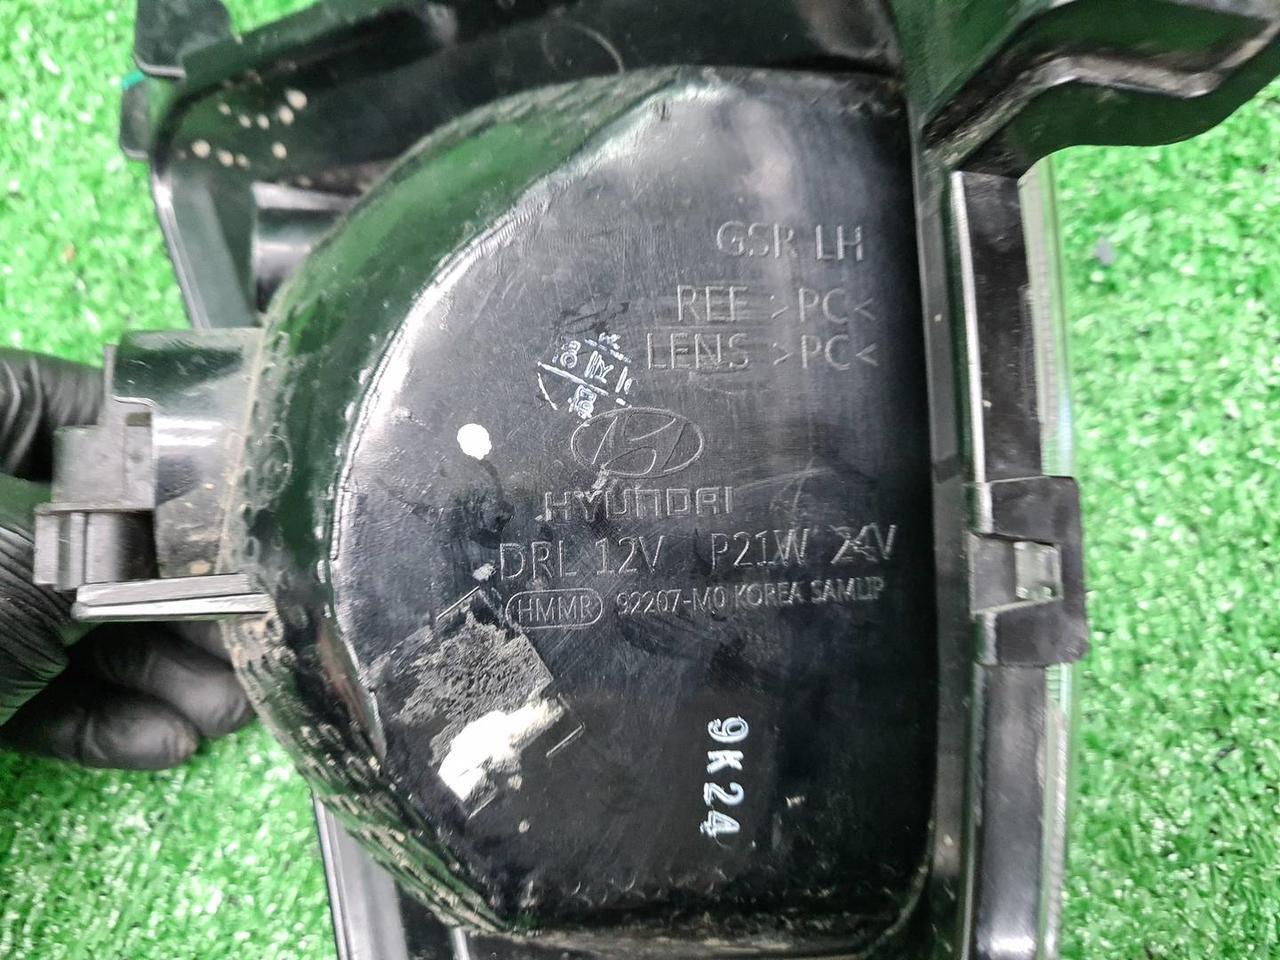 GSR LH
REF >PC<
LENS >PC<
HYUNDAI
DRL 12V P21W 24V
HMMR 92207-M0 KOREA SAMLIP
9K24